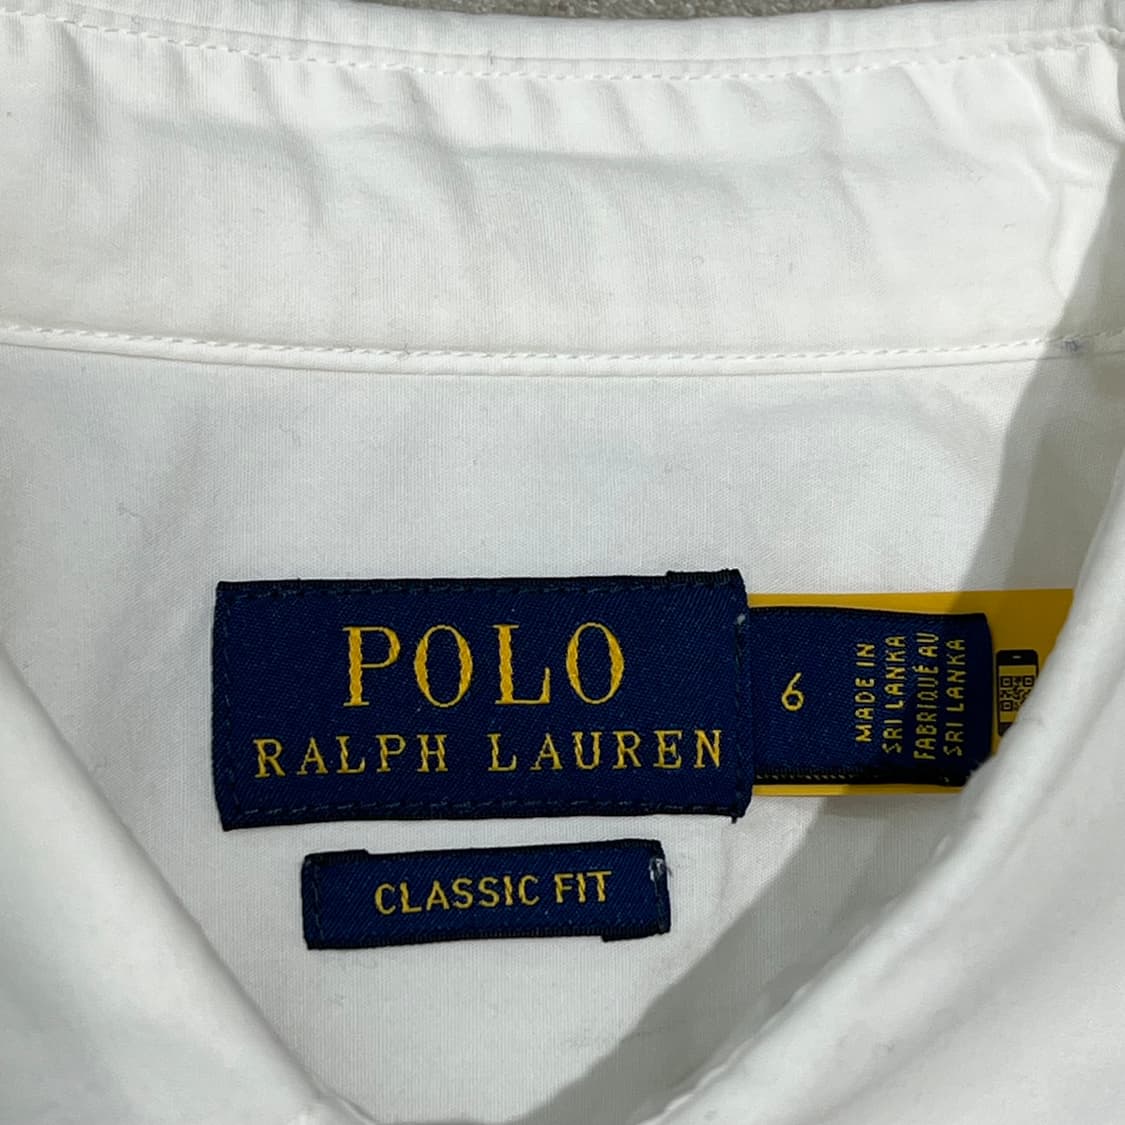 POLO
RALPH LAUREN
6
MADE IN
SRI LANKA
FABRIQUÉ AU
SRI LANKA
CLASSIC FIT